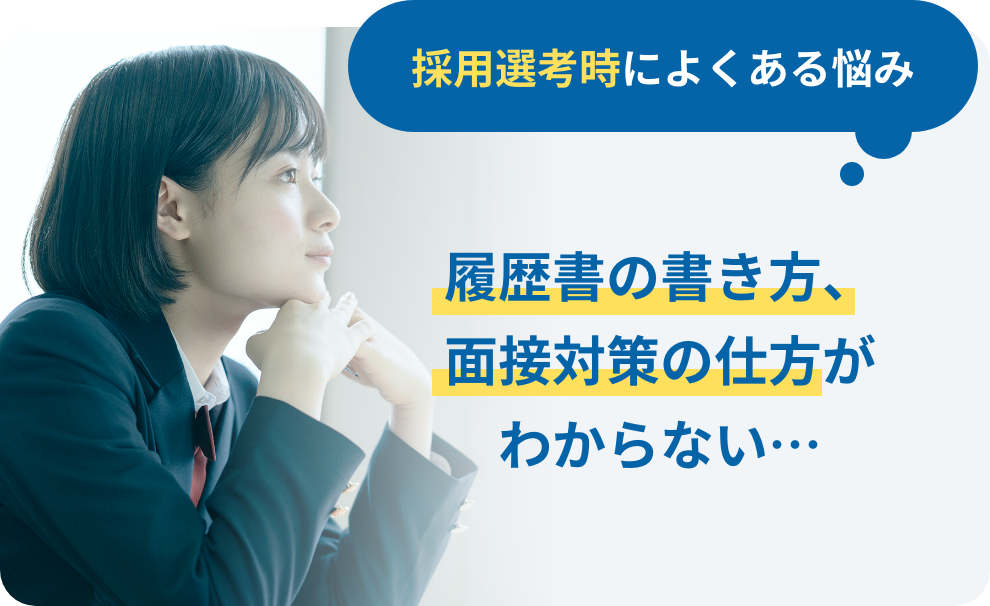 採用選考時によくある悩み
履歴書の書き方、
面接対策の仕方が
わからない…